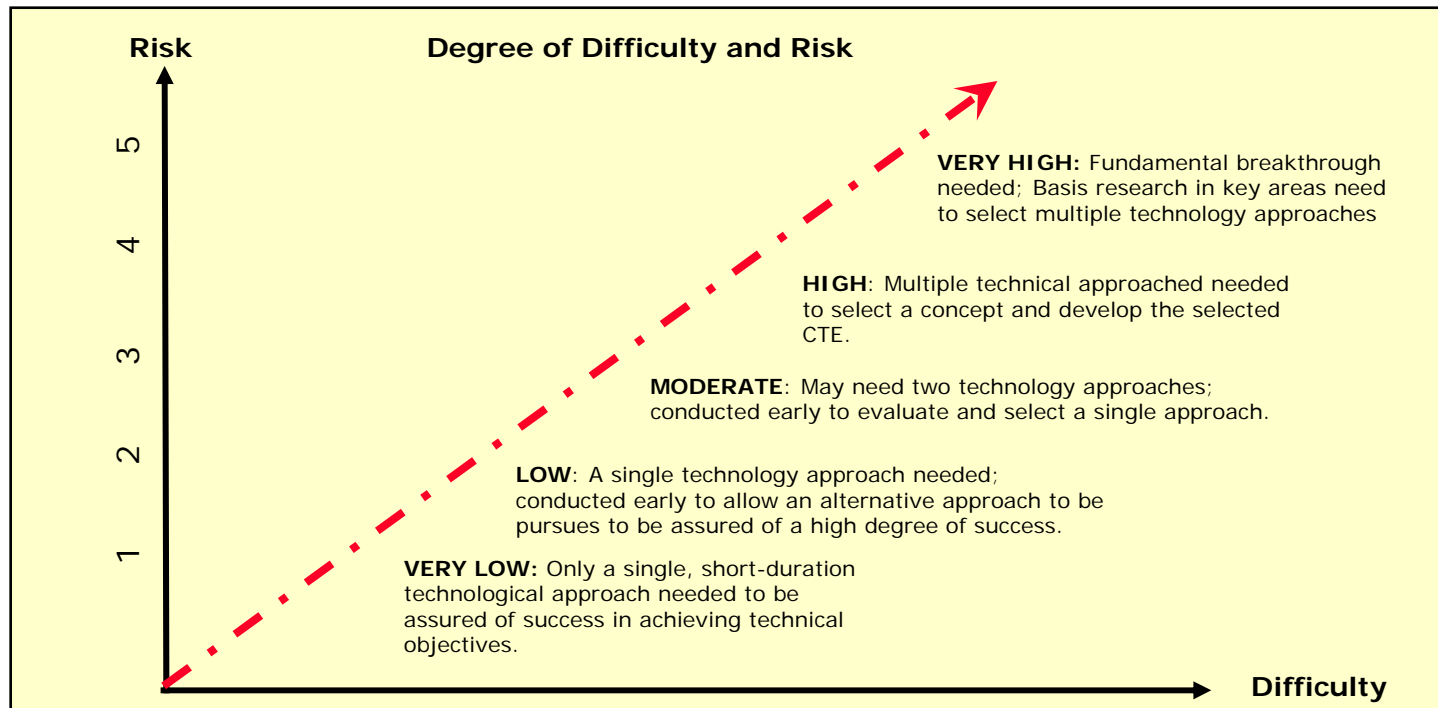 Risk
Degree of Difficulty and Risk
5
VERY HIGH: Fundamental breakthrough
needed; Basis research in key areas need
to select multiple technology approaches
4
HIGH: Multiple technical approached needed
to select a concept and develop the selected
CTE.
3
MODERATE: May need two technology approaches;
conducted early to evaluate and select a single approach.
2
LOW: A single technology approach needed;
conducted early to allow an alternative approach to be
pursues to be assured of a high degree of success.
1
VERY LOW: Only a single, short-duration
technological approach needed to be
assured of success in achieving technical
objectives.
Difficulty